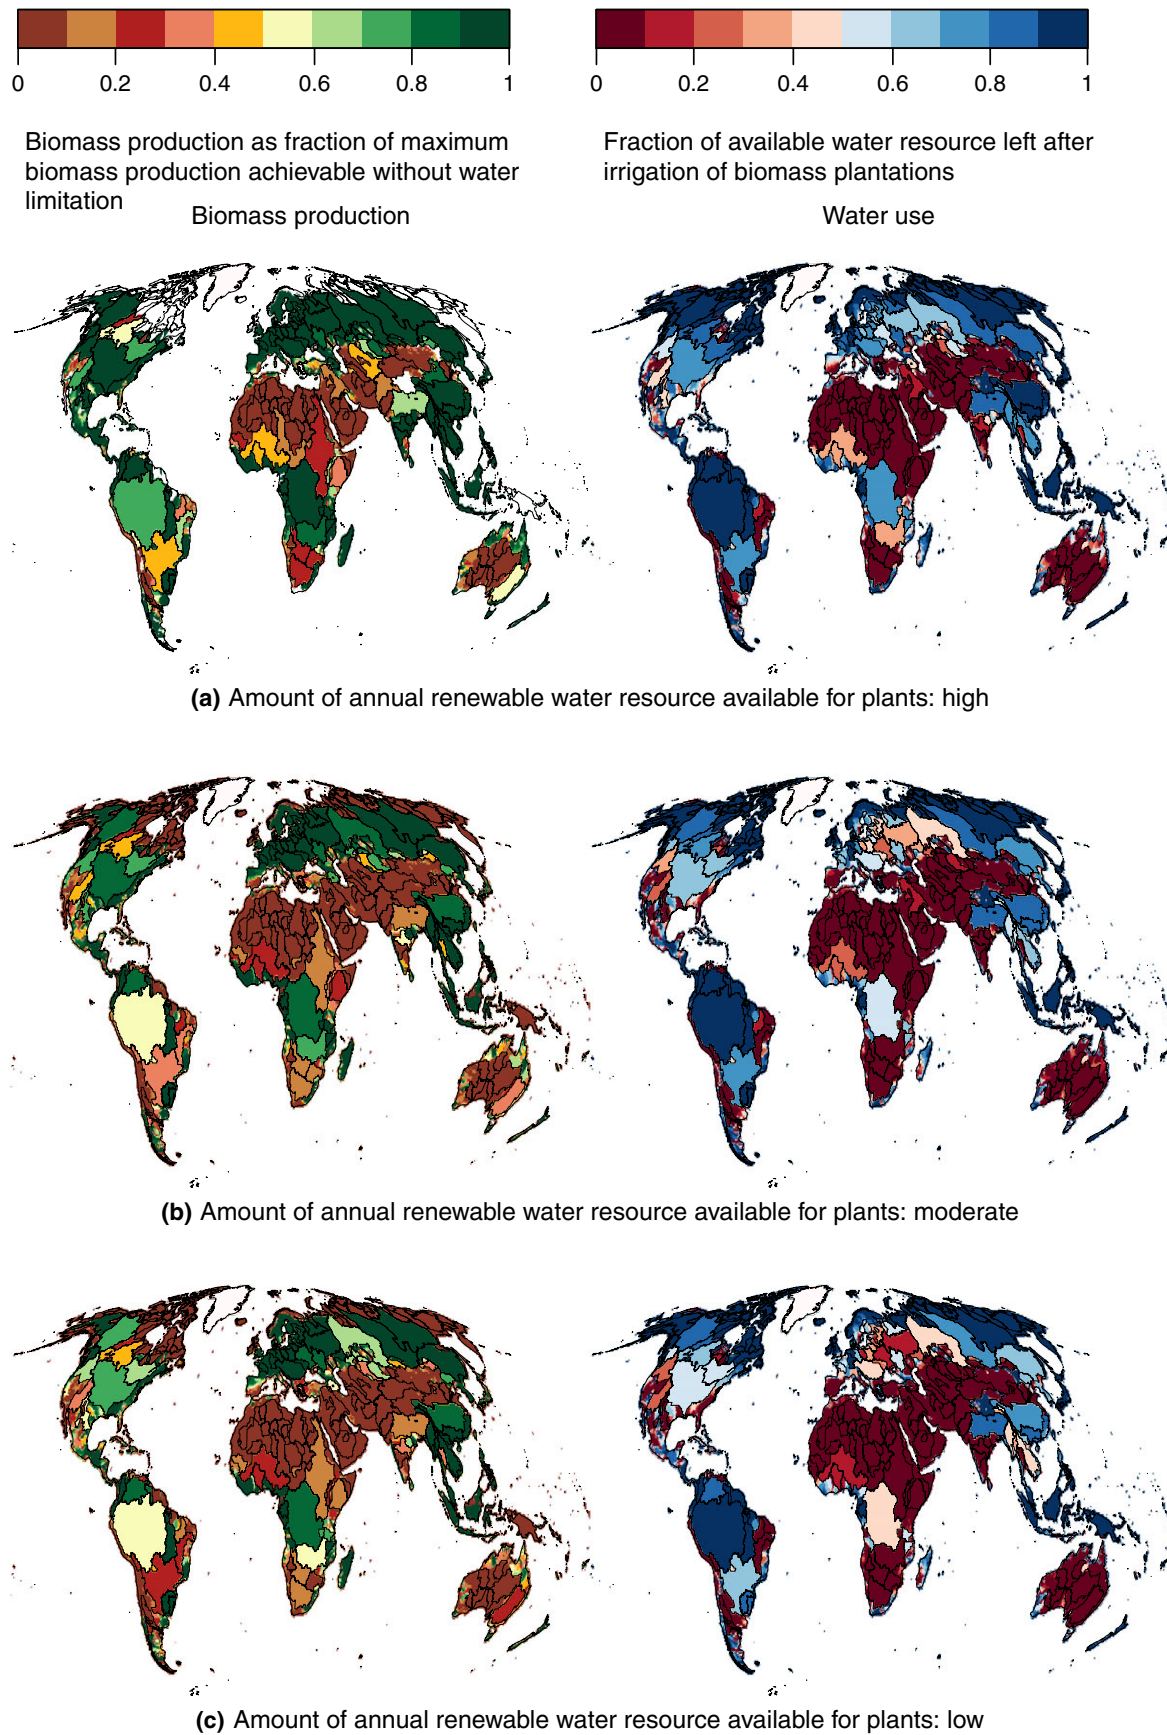 0 0.2 0.4 0.6 0.8 1
0 0.2 0.4 0.6 0.8 1
Biomass production as fraction of maximum
biomass production achievable without water
limitation
Fraction of available water resource left after
irrigation of biomass plantations
Biomass production
Water use
(a) Amount of annual renewable water resource available for plants: high
(b) Amount of annual renewable water resource available for plants: moderate
(c) Amount of annual renewable water resource available for plants: low